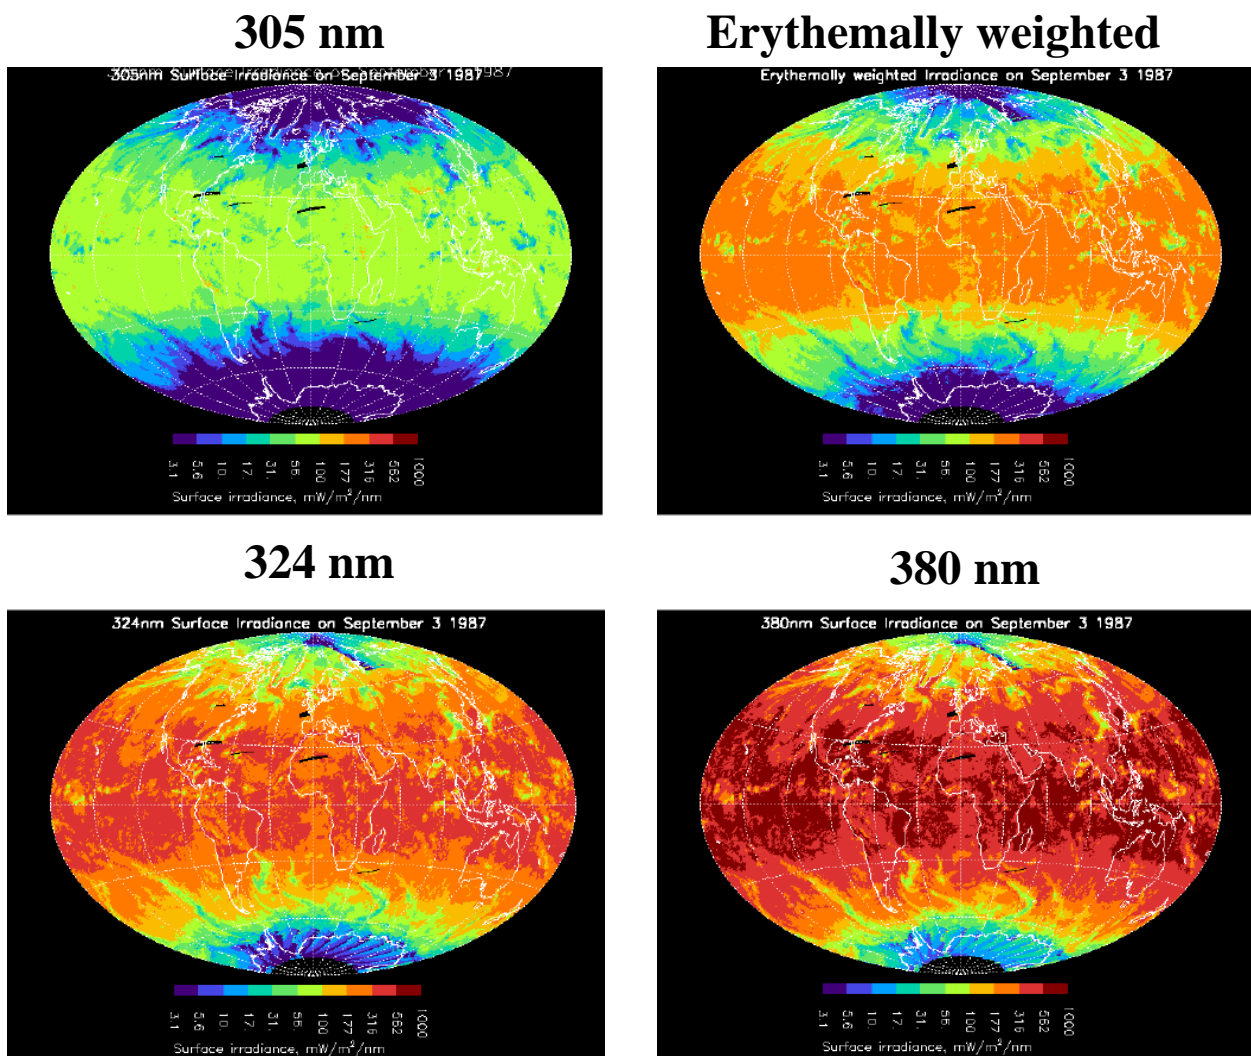 305 nm
Erythemally weighted
305nm Surface Irradiance on September 3 1987
Erythemally weighted Irradiance on September 3 1987
3.1 5.6 10. 17. 31. 56. 100 177 316 562 1000
Surface irradiance, mW/m²/nm
3.1 5.6 10. 17. 31. 56. 100 177 316 562 1000
Surface irradiance, mW/m²/nm
324 nm
380 nm
324nm Surface Irradiance on September 3 1987
380nm Surface Irradiance on September 3 1987
3.1 5.6 10. 17. 31. 56. 100 177 316 562 1000
Surface irradiance, mW/m²/nm
3.1 5.6 10. 17. 31. 56. 100 177 316 562 1000
Surface irradiance, mW/m²/nm